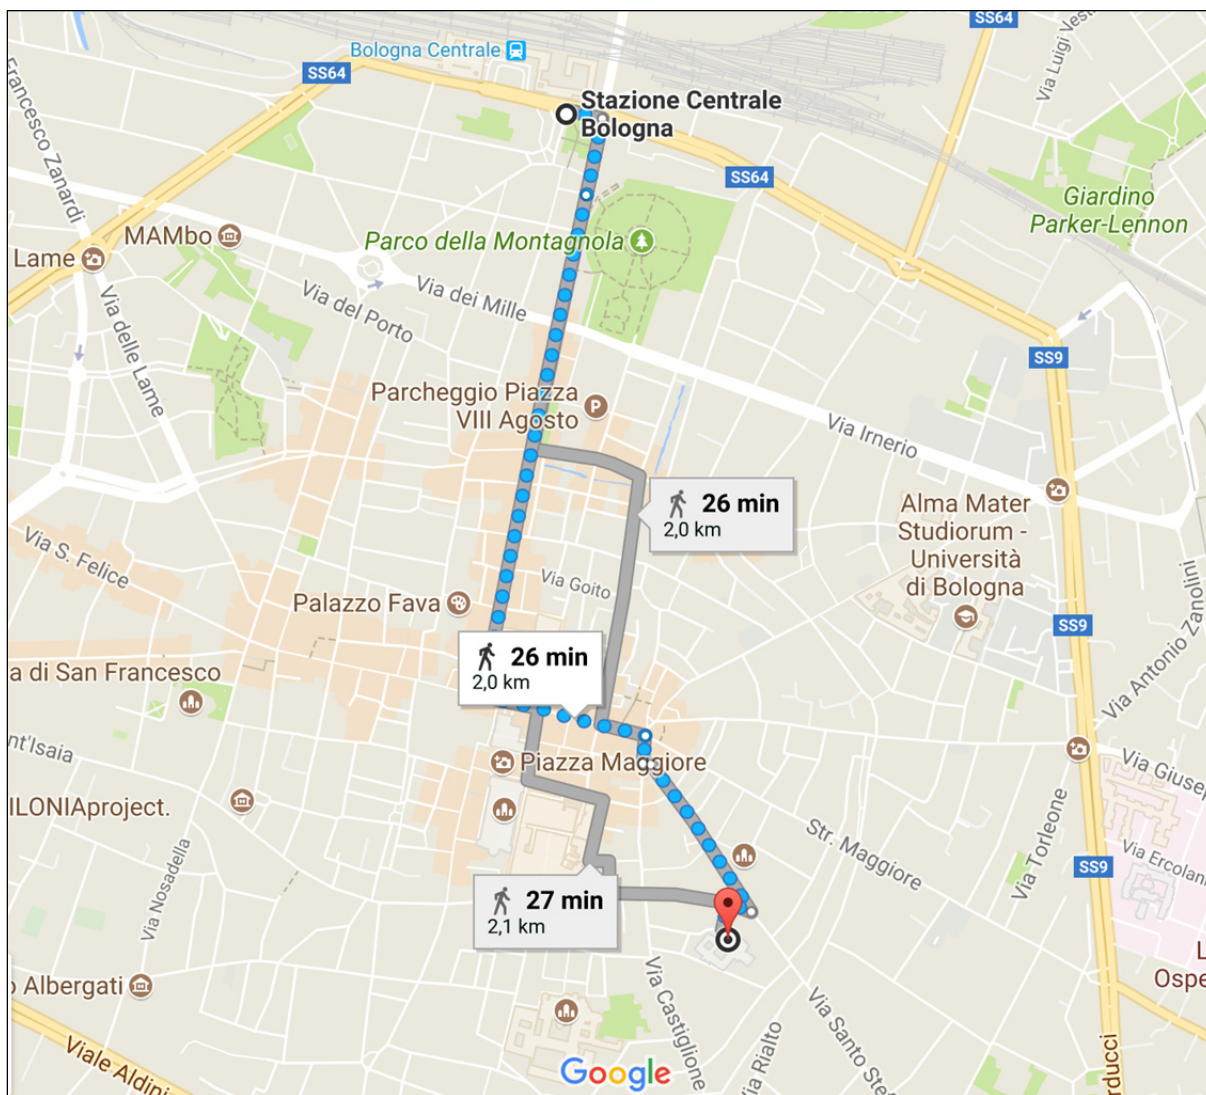 SS64
Bologna Centrale
SS64
Via Luigi Vesti
Francesco Zanardi
Stazione Centrale
Bologna
SS64
Giardino
Parker-Lennon
MAMbo
Parco della Montagnola
Lame
Via dei Mille
Via del Porto
Via delle Lame
SS9
Parcheggio Piazza
VIII Agosto
P
Via Irnerio
26 min
2,0 km
Alma Mater
Studiorum -
Università
di Bologna
Via S. Felice
Via Goito
Palazzo Fava
SS9
Via Antonio Zanolini
26 min
2,0 km
a di San Francesco
nt'Isaia
Piazza Maggiore
Via Giusep
ILONIAproject.
Str. Maggiore
Via Torleone
Via Ercolani
SS9
Via Nosadella
27 min
2,1 km
L
Ospe
Albergati
Via Castiglione
Via Rialto
Via Santo Ste
Viale Aldini
rducci
Google